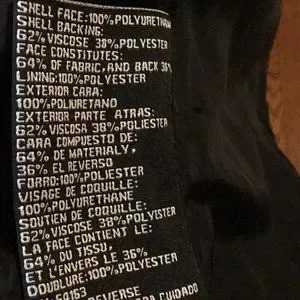 SHELL FACE:100%POLYURETHANE
SHELL BACKING:
62%VISCOSE 38%POLYESTER
FACE CONSTITUTES:
64% OF FABRIC,AND BACK 36%
LINING:100%POLYESTER
EXTERIOR CARA:
100%POLIURETANO
EXTERIOR PARTE ATRAS:
62%VISCOSA 38%POLIESTER
CARA COMPUESTO DE:
64% DE MATERIALY,
36% EL REVERSO
FORRO:100%POLIESTER
VISAGE DE COQUILLE:
100%POLYURETHANE
SOUTIEN DE COQUILLE:
62%VISCOSE 38%POLYESTER
LA FACE CONTIENT LE:
64% DU TISSU,
ET L'ENVERS LE 36%
DOUBLURE:100%POLYESTER
REVERSE
CUIDADO